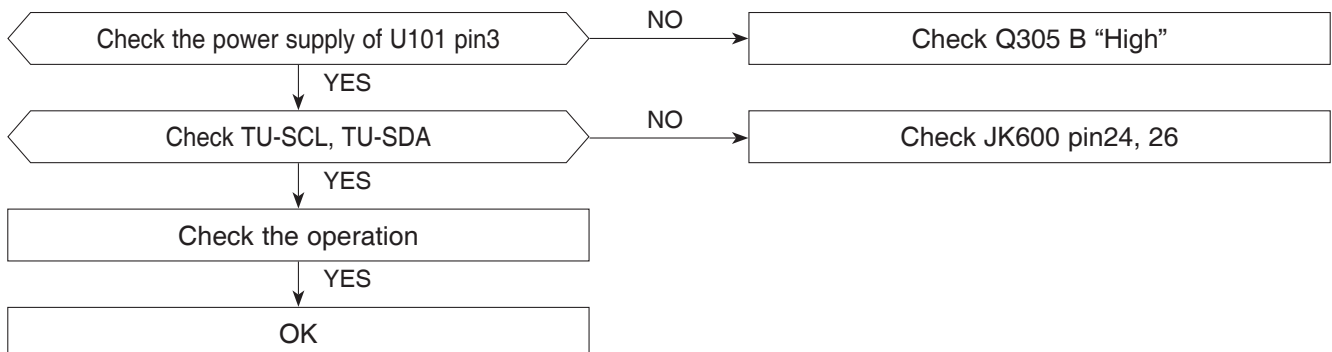 Check the power supply of U101 pin3
NO
Check Q305 B “High”
YES
Check TU-SCL, TU-SDA
NO
Check JK600 pin24, 26
YES
Check the operation
YES
OK